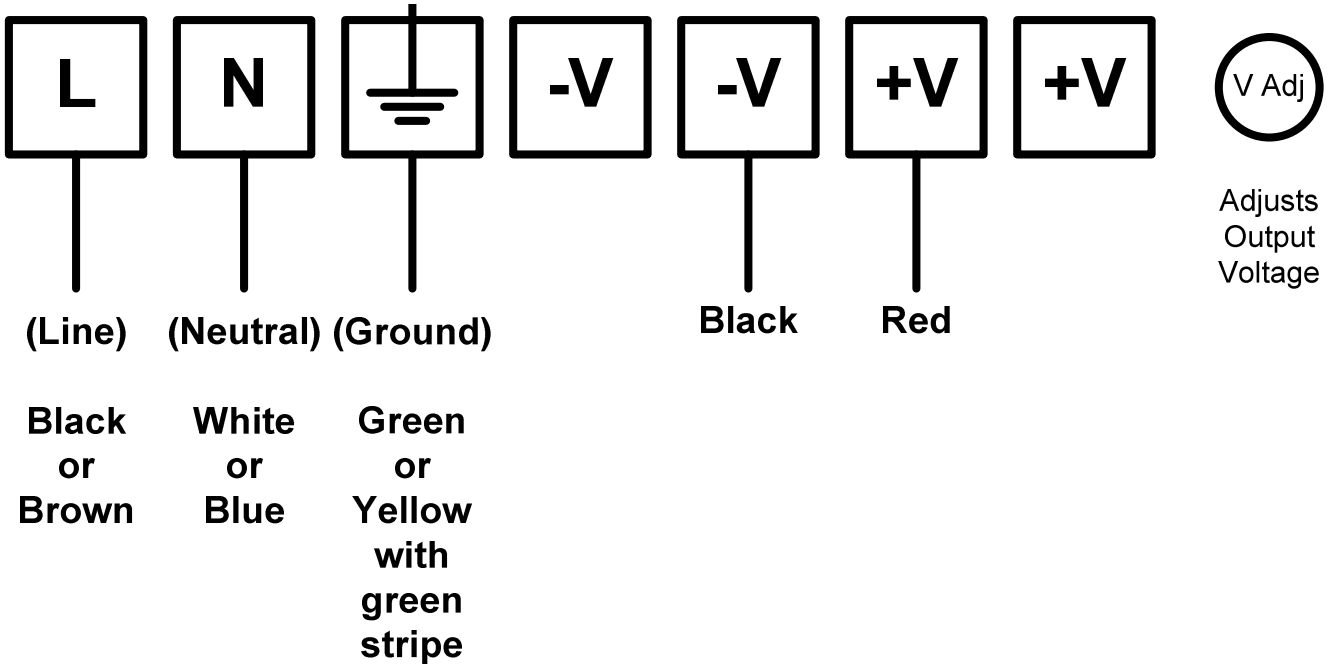 L N -V -V +V +V V Adj
Adjusts
Output
Voltage
(Line) (Neutral) (Ground) Black Red
Black
or
Brown
White
or
Blue
Green
or
Yellow
with
green
stripe